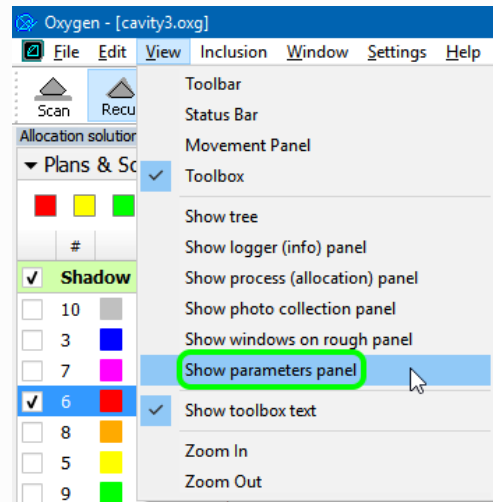 Oxygen - [cavity3.oxg]
File Edit View Inclusion Window Settings Help
Scan Recu
Allocation solution
Plans & Sc
#
Shadow
10
3
7
6
8
5
9
Toolbar
Status Bar
Movement Panel
Toolbox
Show tree
Show logger (info) panel
Show process (allocation) panel
Show photo collection panel
Show windows on rough panel
Show parameters panel
Show toolbox text
Zoom In
Zoom Out